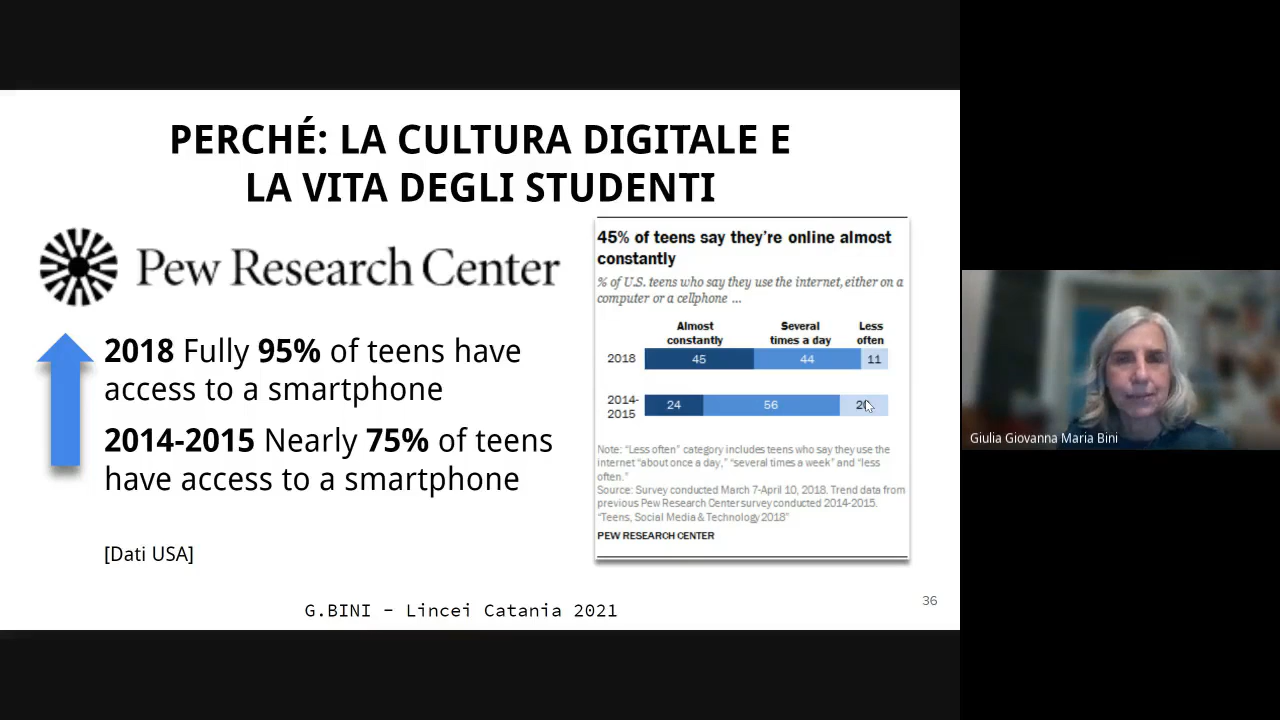 PERCHÉ: LA CULTURA DIGITALE E
LA VITA DEGLI STUDENTI
Pew Research Center
2018 Fully 95% of teens have
access to a smartphone
2014-2015 Nearly 75% of teens
have access to a smartphone
[Dati USA]
45% of teens say they're online almost
constantly
% of U.S. teens who say they use the internet, either on a
computer or a cellphone ...
Almost constantly
Several times a day
Less often
2018 45 44 11
2014-2015 24 56
Note: "Less often" category includes teens who say they use the
internet "about once a day," "several times a week" and "less
often."
Source: Survey conducted March 7-April 10, 2018. Trend data from
previous Pew Research Center survey conducted 2014-2015.
"Teens, Social Media & Technology 2018"
PEW RESEARCH CENTER
G.BINI - Lincei Catania 2021
36
Giulia Giovanna Maria Bini